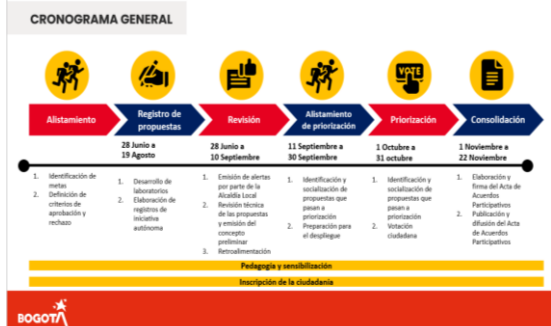 CRONOGRAMA GENERAL
VOTE
Alistamiento
Registro de
propuestas
Revisión
Alistamiento
de priorización
Priorización
Consolidación
28 Junio a
19 Agosto
28 Junio a
10 Septiembre
11 Septiembre a
30 Septiembre
1 Octubre a
31 octubre
1 Noviembre a
22 Noviembre
1. Identificación de
metas
2. Definición de
criterios de
aprobación y
rechazo
1. Desarrollo de
laboratorios
2. Elaboración de
registros de
iniciativa
autónoma
1. Emisión de alertas
por parte de la
Alcaldía Local
2. Revisión técnica
de las propuestas
y emisión del
concepto
preliminar
3. Retroalimentación
1. Identificación y
socialización de
propuestas que
pasan a
priorización
2. Preparación para
el despliegue
1. Identificación y
socialización de
propuestas que
pasan a
priorización
2. Votación
ciudadana
1. Elaboración y
firma del Acta de
Acuerdos
Participativos
2. Publicación y
difusión del Acta
de Acuerdos
Participativos
Pedagogía y sensibilización
Inscripción de la ciudadanía
BOGOTÁ